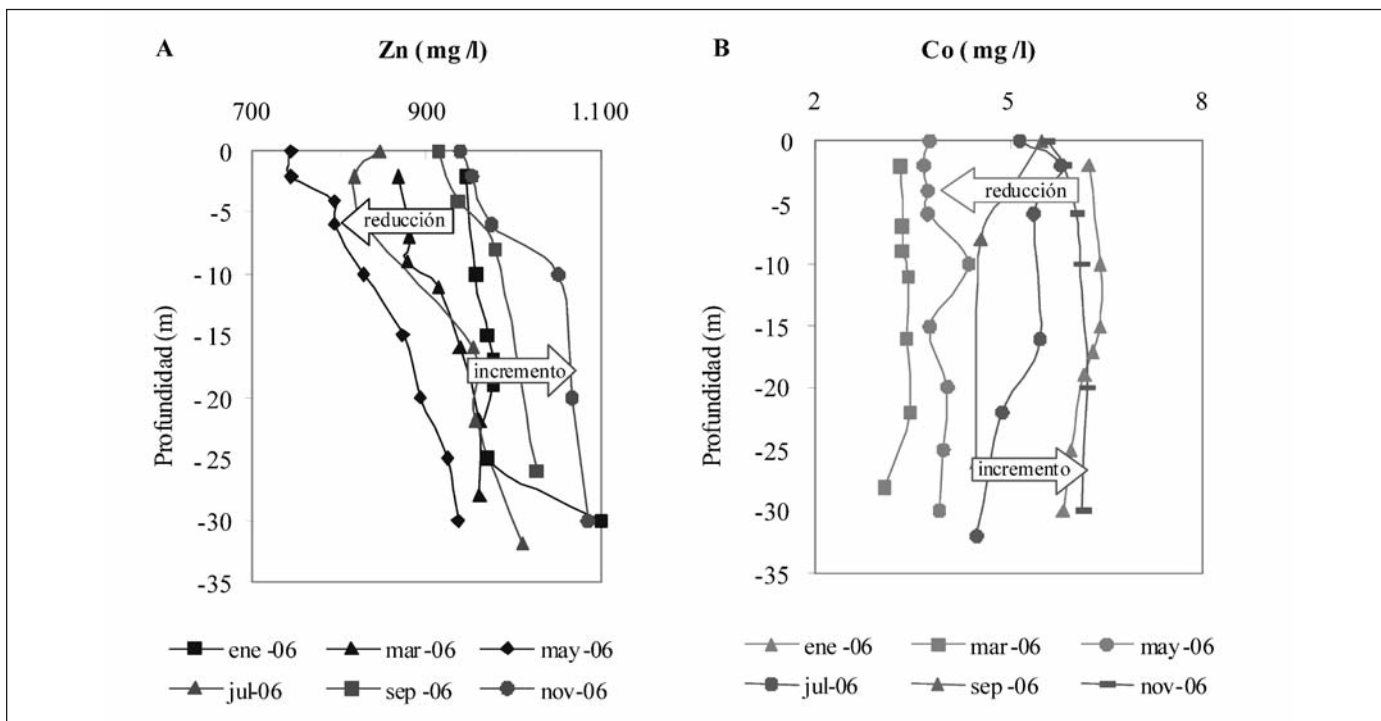 A
Zn (mg /l)
700 900 1.100
0
-5
-10
-15
-20
-25
-30
-35
Profundidad (m)
reducción
incremento
ene -06 mar -06 may -06
jul-06 sep -06 nov -06
B
Co ( mg /l)
2 5 8
0
-5
-10
-15
-20
-25
-30
-35
Profundidad (m)
reducción
incremento
ene -06 mar -06 may -06
jul-06 sep -06 nov-06